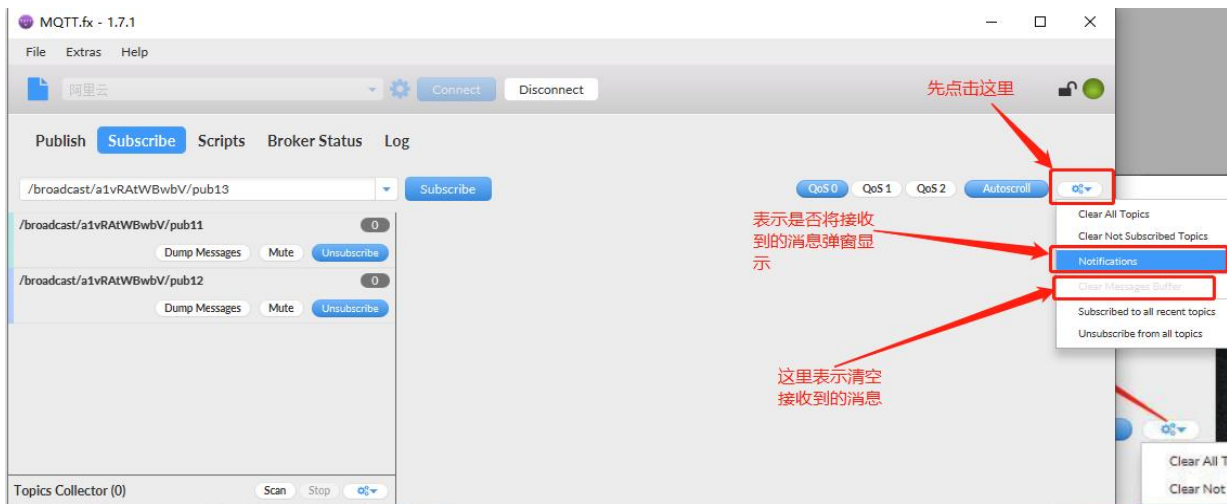 MQTT.fx - 1.7.1
File Extras Help
阿里云
Connect
Disconnect
先点击这里
Publish Subscribe Scripts Broker Status Log
/broadcast/a1vRAtWBwbV/pub13
Subscribe
QoS 0 QoS 1 QoS 2 Autoscroll
/broadcast/a1vRAtWBwbV/pub11
0
Dump Messages Mute Unsubscribe
/broadcast/a1vRAtWBwbV/pub12
0
Dump Messages Mute Unsubscribe
表示是否将接收
到的消息弹窗显
示
Clear All Topics
Clear Not Subscribed Topics
Notifications
Clear Messages Buffer
Subscribed to all recent topics
Unsubscribe from all topics
这里表示清空
接收到的消息
Topics Collector (0)
Scan Stop
Clear All T
Clear Not